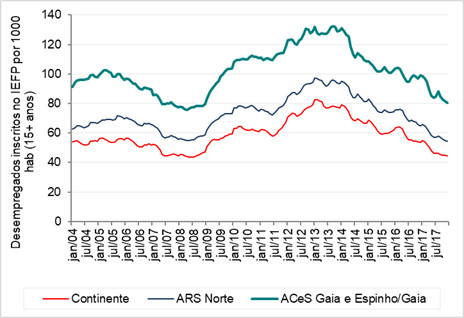 Desempregados inscritos no IEFP por 1000
hab (15+ anos)
140
120
100
80
60
40
20
0
jan/04
jul/04
jan/05
jul/05
jan/06
jul/06
jan/07
jul/07
jan/08
jul/08
jan/09
jul/09
jan/10
jul/10
jan/11
jul/11
jan/12
jul/12
jan/13
jul/13
jan/14
jul/14
jan/15
jul/15
jan/16
jul/16
jan/17
jul/17
Continente
ARS Norte
ACeS Gaia e Espinho/Gaia